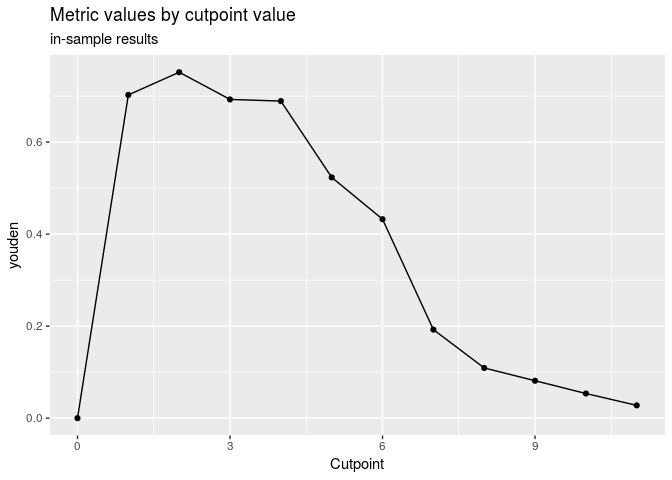 Metric values by cutpoint value
in-sample results
0.6
0.4
0.2
0.0
youden
0 3 6 9
Cutpoint